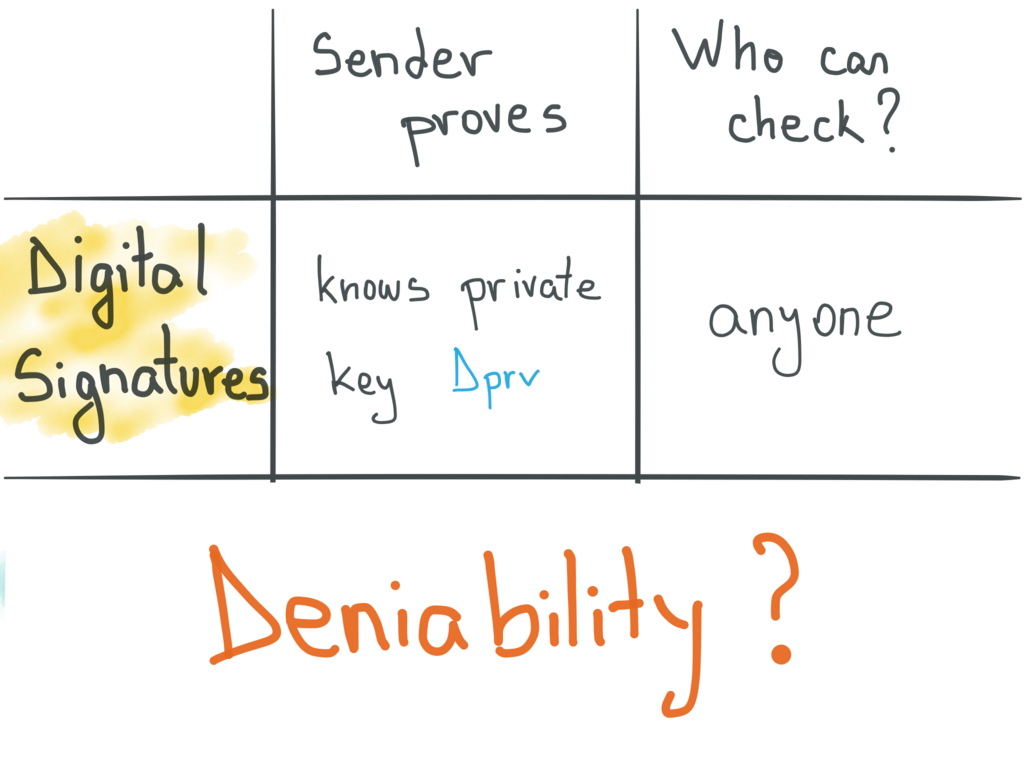 Sender proves
Who can check?
Digital Signatures
knows private key Dprv
anyone
Deniability?